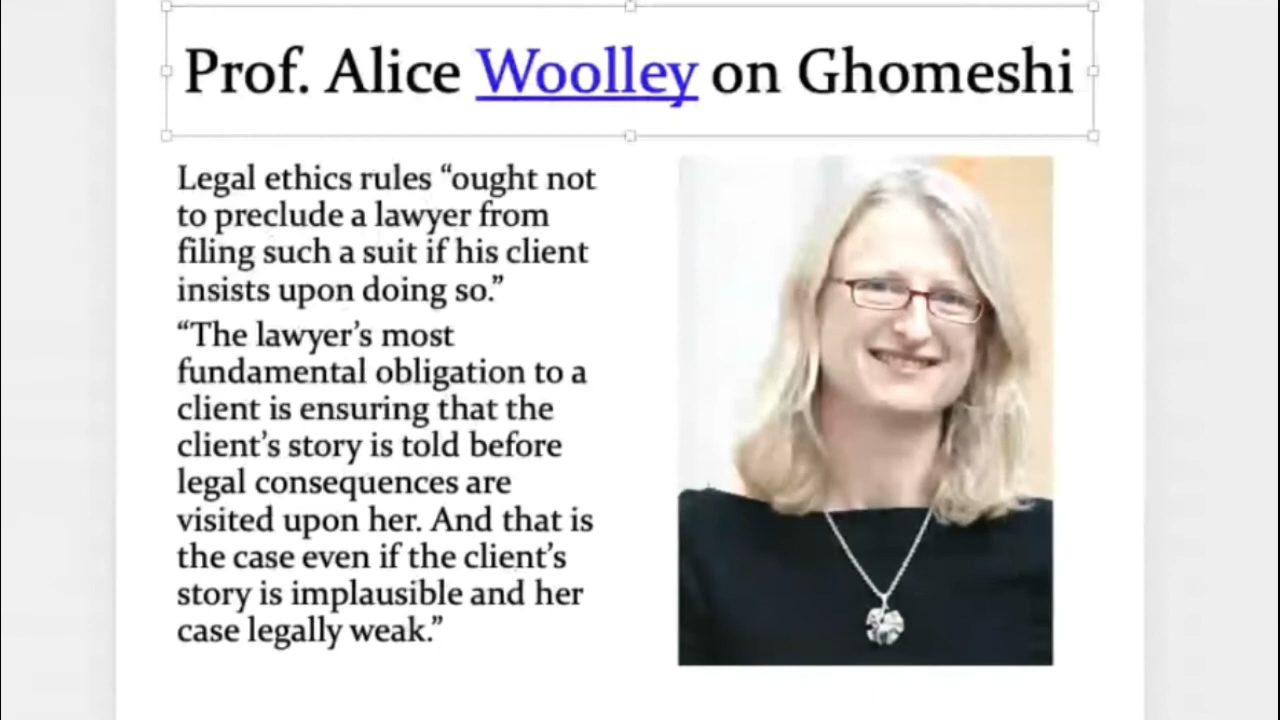 Prof. Alice Woolley on Ghomeshi
Legal ethics rules “ought not
to preclude a lawyer from
filing such a suit if his client
insists upon doing so.”
“The lawyer’s most
fundamental obligation to a
client is ensuring that the
client’s story is told before
legal consequences are
visited upon her. And that is
the case even if the client’s
story is implausible and her
case legally weak.”